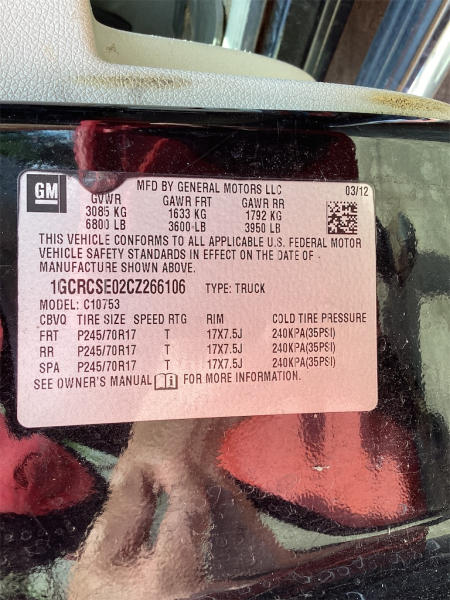 GM
MFD BY GENERAL MOTORS LLC 03/12
GVWR GAWR FRT GAWR RR
3085 KG 1633 KG 1792 KG
6800 LB 3600 LB 3950 LB
THIS VEHICLE CONFORMS TO ALL APPLICABLE U.S. FEDERAL MOTOR
VEHICLE SAFETY STANDARDS IN EFFECT ON THE DATE OF
MANUFACTURE SHOWN ABOVE.
1GCRCSE02CZ266106 TYPE: TRUCK
MODEL: C10753
CBVQ TIRE SIZE SPEED RTG RIM COLD TIRE PRESSURE
FRT P245/70R17 T 17X7.5J 240KPA(35PSI)
RR P245/70R17 T 17X7.5J 240KPA(35PSI)
SPA P245/70R17 T 17X7.5J 240KPA(35PSI)
SEE OWNER'S MANUAL FOR MORE INFORMATION.